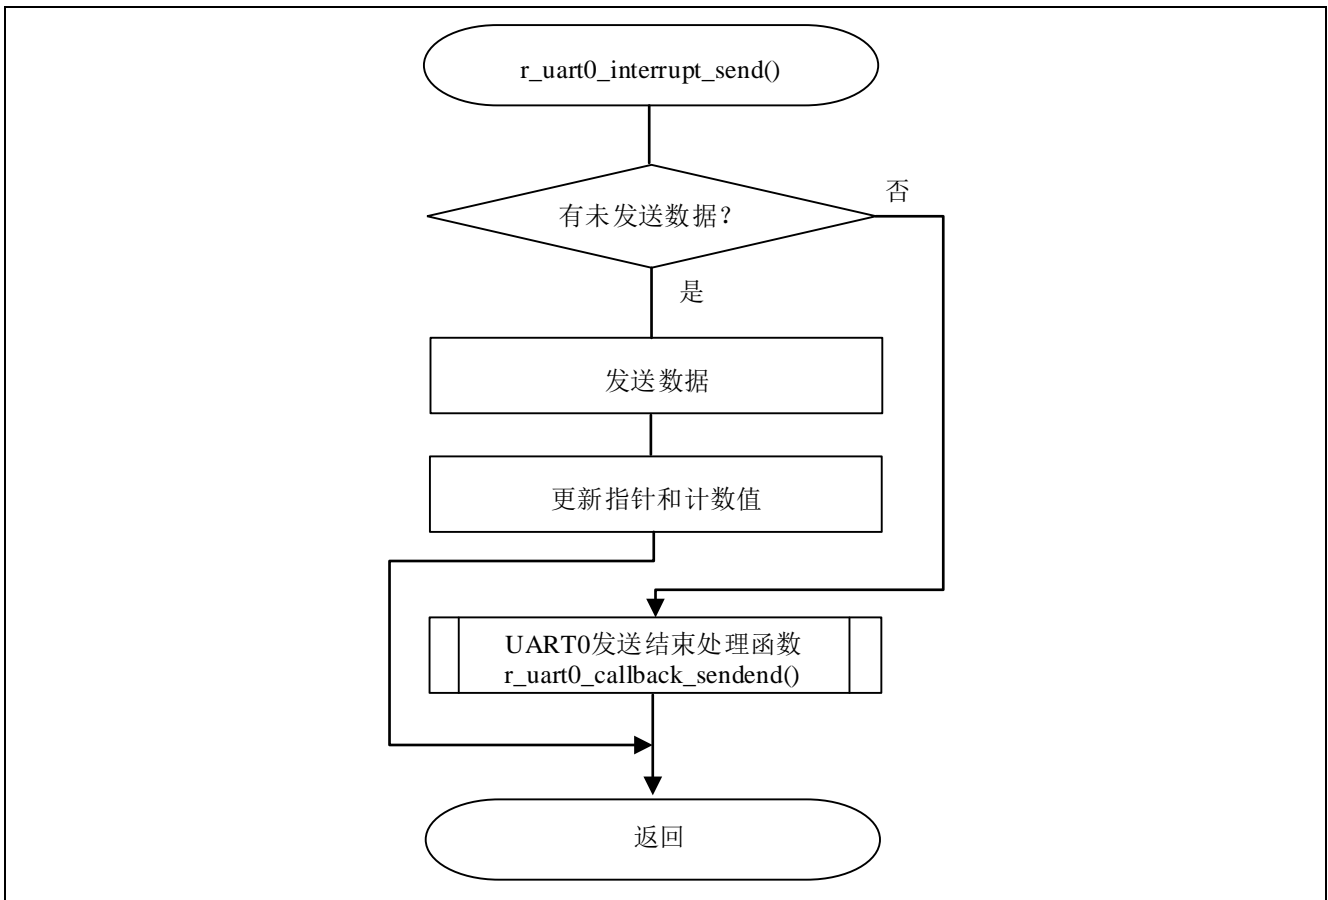 r_uart0_interrupt_send()
有未发送数据？
否
是
发送数据
更新指针和计数值
UART0发送结束处理函数
r_uart0_callback_sendend()
返回